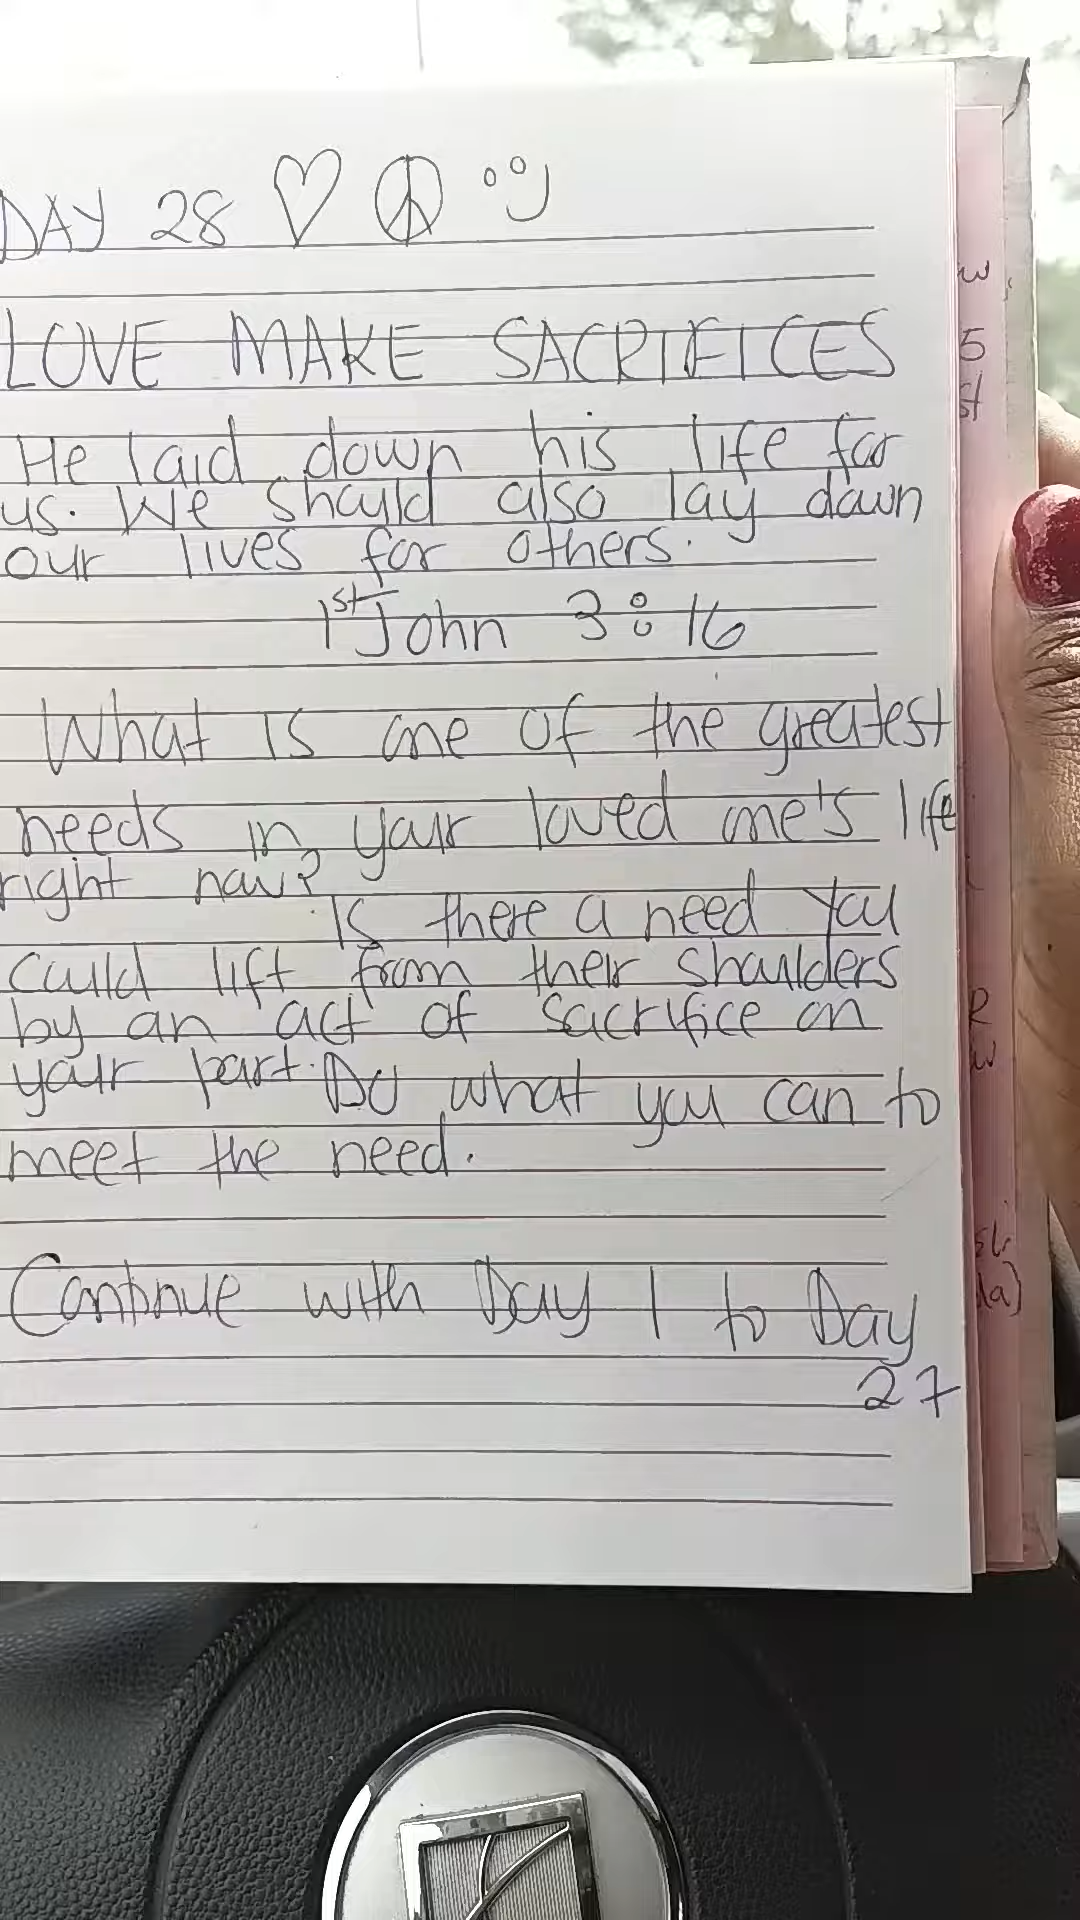 DAY 28
LOVE MAKE SACRIFICES
He laid down his life for
us. We should also lay down
our lives for others.
1st John 3:16
What is one of the greatest
needs in your loved one's life
right now?
Is there a need you
could lift from their shoulders
by an act of sacrifice on
your part. Do what you can to
meet the need.
Continue with Day 1 to Day
27